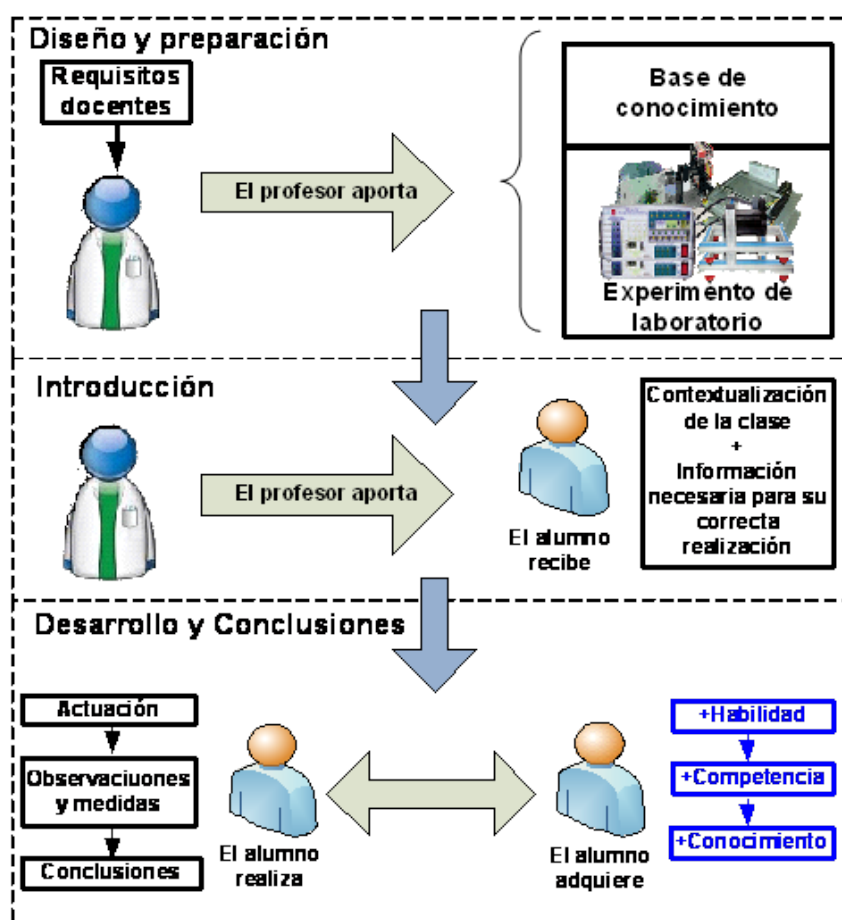 Diseño y preparación
Requisitos
docentes
El profesor aporta
Base de
conocimiento
Experimento de
laboratorio
Introducción
El profesor aporta
El alumno
recibe
Contextualización
de la clase
+
Información
necesaria para su
correcta
realización
Desarrollo y Conclusiones
Actuación
Observaciuones
y medidas
Conclusiones
El alumno
realiza
El alumno
adquiere
+Habilidad
+Competencia
+Conocimiento